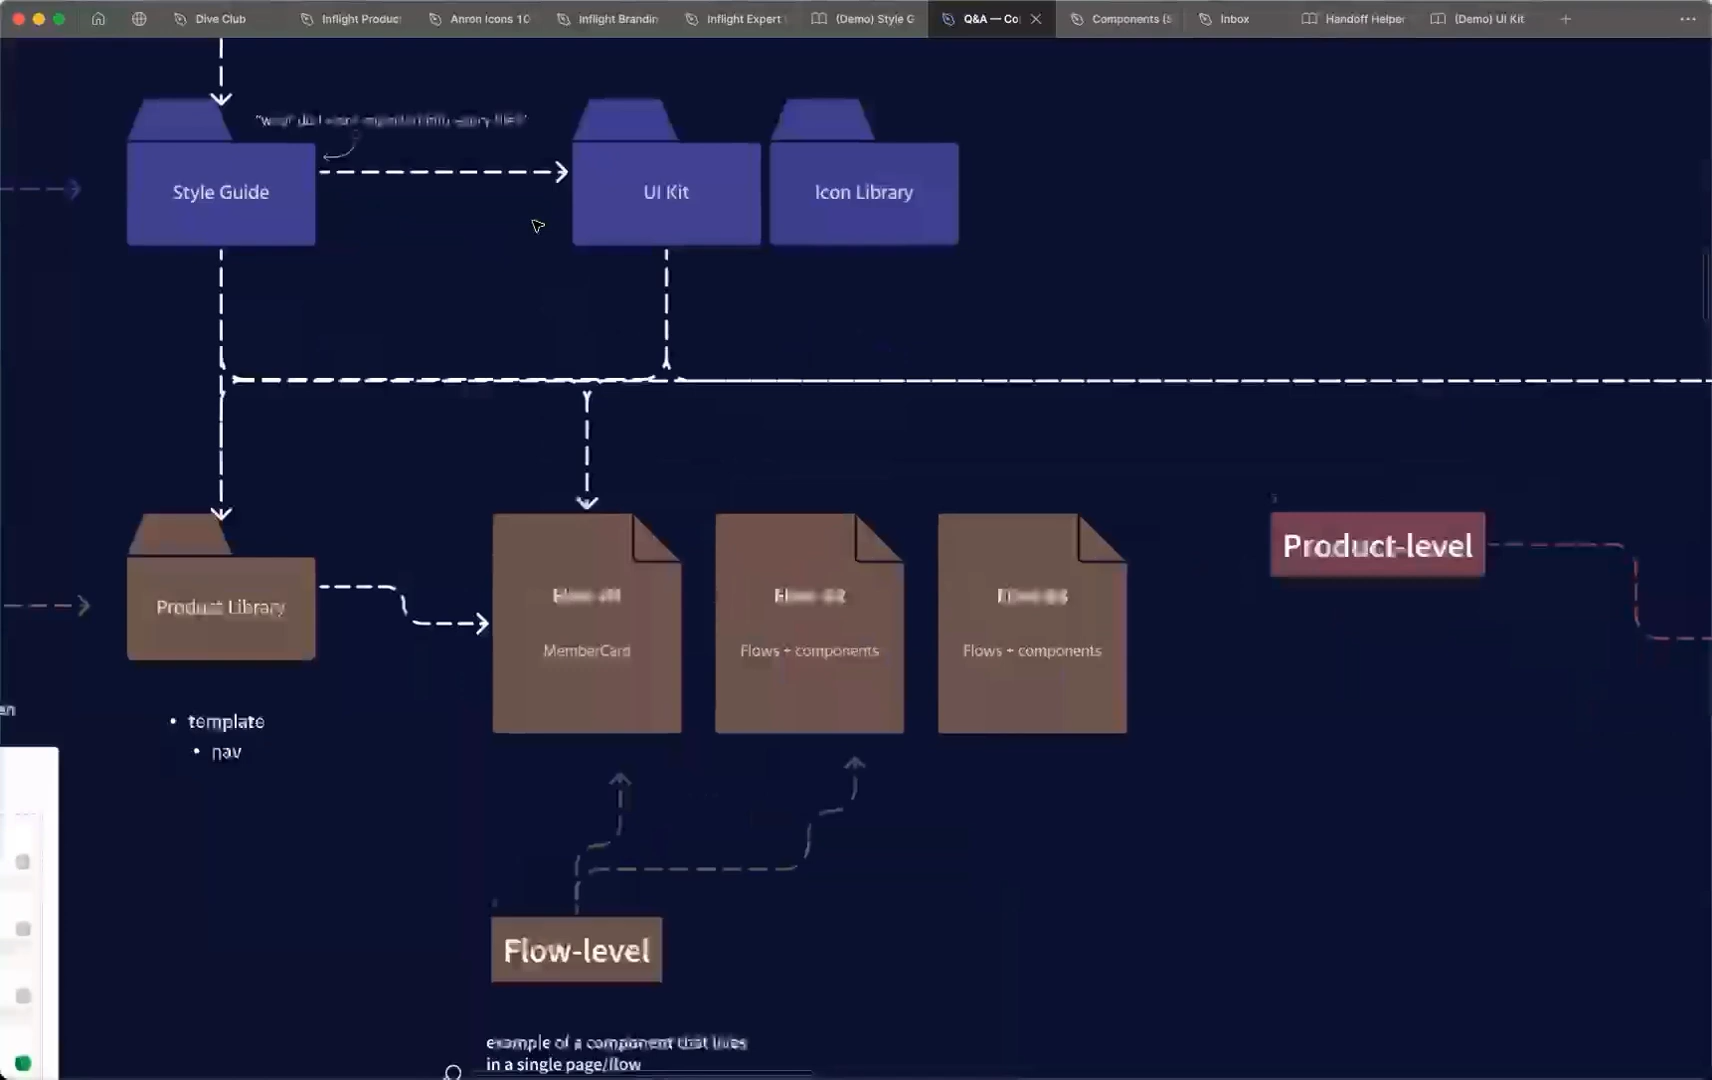 Dive Club
Inflight Produc
Anron Icons 10
Inflight Brandin
Inflight Expert
(Demo) Style G
Q&A — Co
Components (S
Inbox
Handoff Helper
(Demo) UI Kit
Style Guide
UI Kit
Icon Library
Product Library
MemberCard
Flows + components
Flows + components
Product-level
• template
• nav
Flow-level
example of a component that lives
in a single page/flow